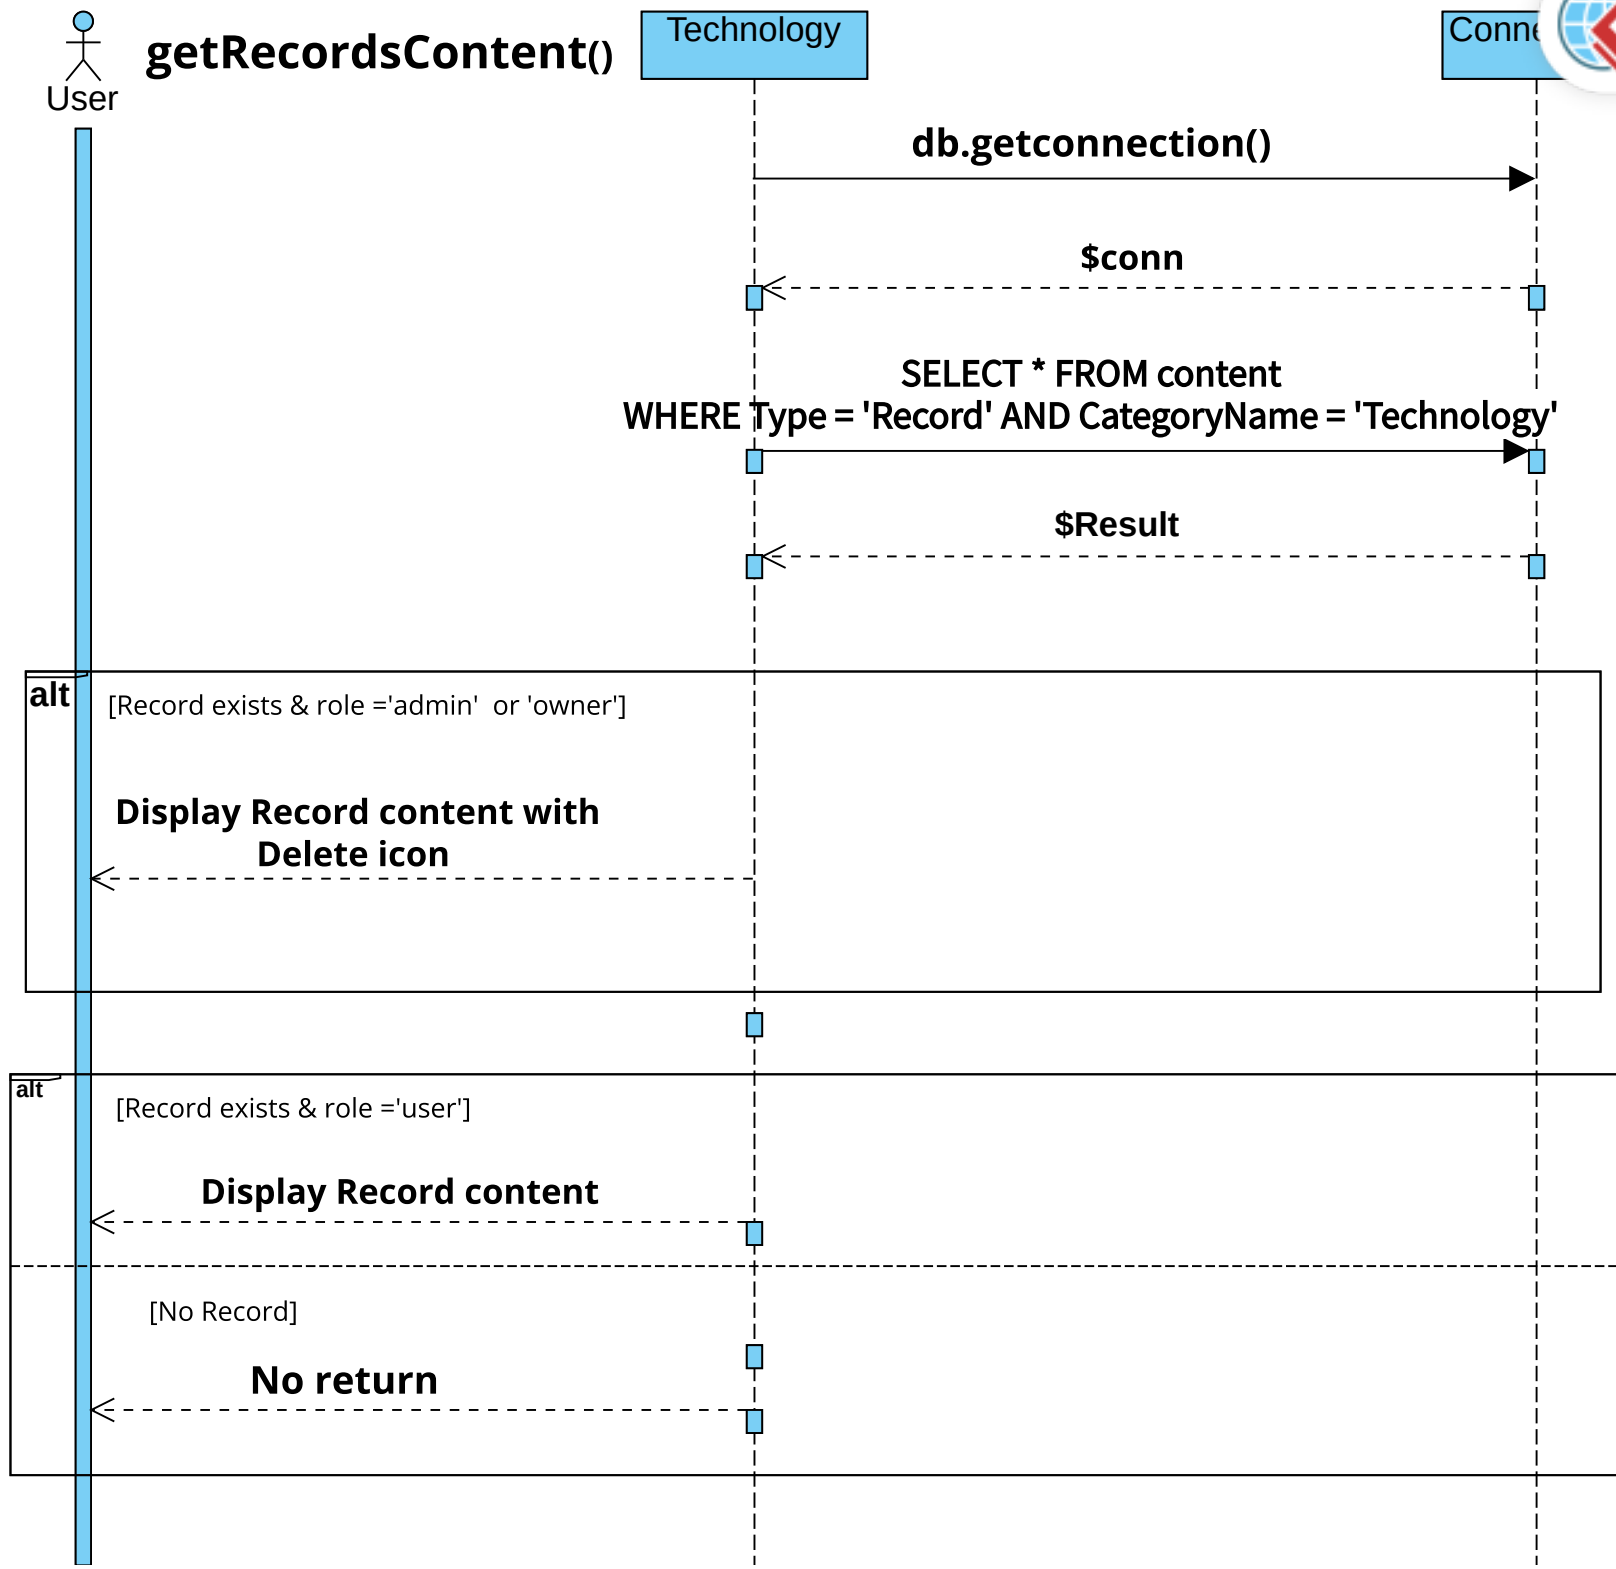 User
getRecordsContent()
Technology
db.getconnection()
$conn
SELECT * FROM content
WHERE Type = 'Record' AND CategoryName = 'Technology'
$Result
alt
[Record exists & role ='admin'  or 'owner']
Display Record content with
Delete icon
alt
[Record exists & role ='user']
Display Record content
[No Record]
No return